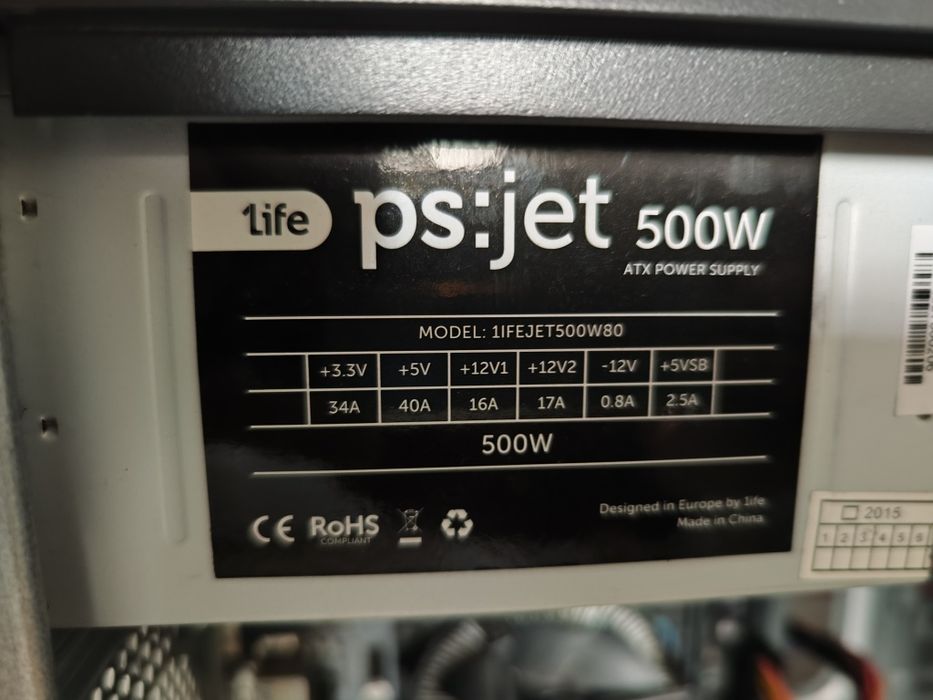 1life ps:jet 500W
ATX POWER SUPPLY
MODEL: 1IFEJET500W80
+3.3V +5V +12V1 +12V2 -12V +5VSB
34A 40A 16A 17A 0.8A 2.5A
500W
CE RoHS
COMPLIANT
Designed in Europe by 1life
Made in China
2015
1 2 3 4 5 6